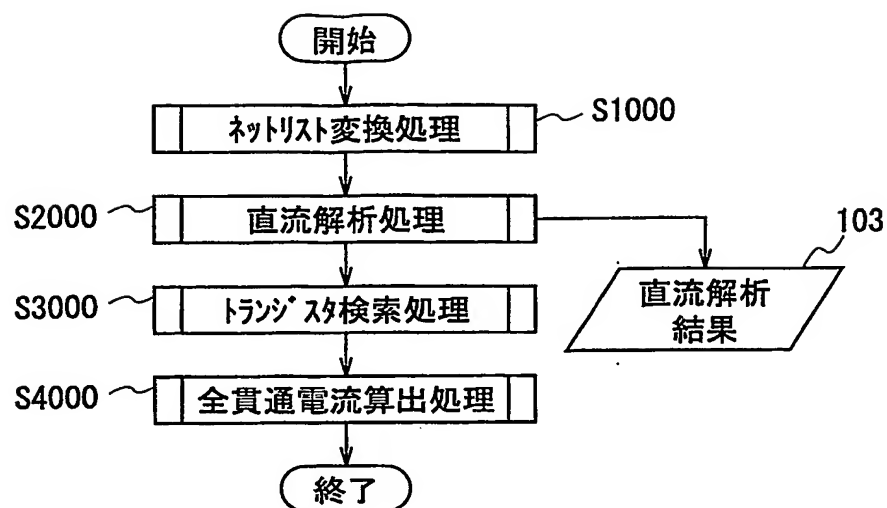 開始
ネットリスト変換処理
S1000
S2000
直流解析処理
103
直流解析
結果
S3000
トランジスタ検索処理
S4000
全貫通電流算出処理
終了